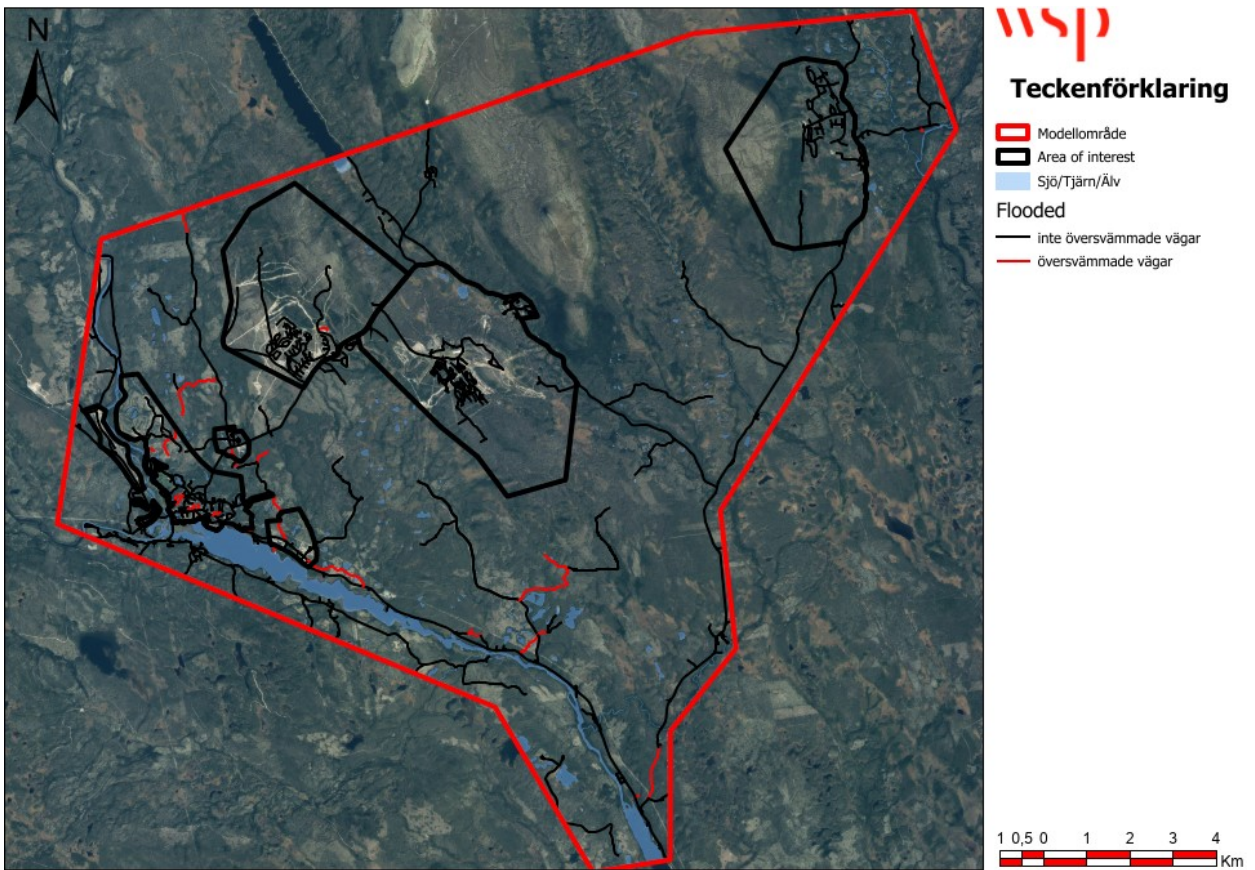 N
wsp
Teckenförklaring
Modellområde
Area of interest
Sjö/Tjärn/Älv
Flooded
inte översvämmade vägar
översvämmade vägar
1 0,5 0 1 2 3 4
Km